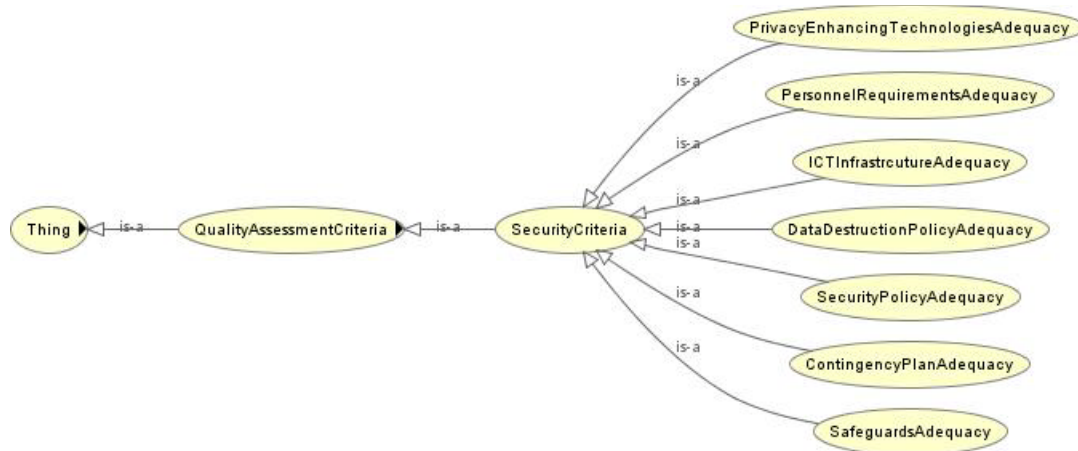 PrivacyEnhancingTechnologiesAdequacy
is-a
PersonnelRequirementsAdequacy
is-a
ICTInfrastrcutureAdequacy
is-a
Thing
is-a
QualityAssessmentCriteria
is-a
SecurityCriteria
is-a
DataDestructionPolicyAdequacy
is-a
SecurityPolicyAdequacy
is-a
ContingencyPlanAdequacy
is-a
SafeguardsAdequacy